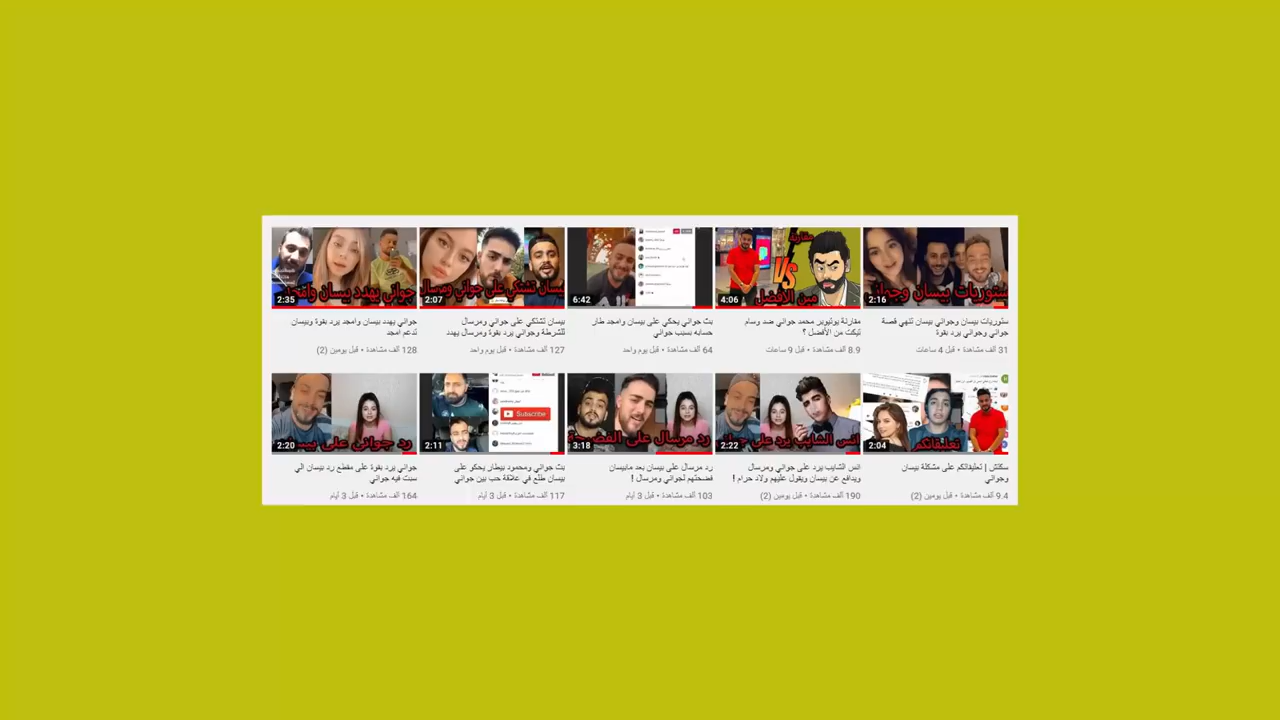 ستوريات بيسان وجوا
2:16
ستوريات بيسان وجواني بيسان تنهي قصة
جواني وجواني يرد بقوة
31 ألف مشاهدة • قبل 4 ساعات
مقارنة
VS
مين الأفضل
4:06
مقارنة يوتيوبر محمد جواني ضد وسام
تيكت من الأفضل ؟
8.9 ألف مشاهدة • قبل 9 ساعات
6:42
بث جواني يحكي على بيسان وامجد طار
حسابه بسبب جواني
64 ألف مشاهدة • قبل يوم واحد
بيسان تشتكي على جواني ومرسال
2:07
بيسان تشتكي على جواني ومرسال
للشرطة وجواني يرد بقوة ومرسال يهدد
127 ألف مشاهدة • قبل يوم واحد
جواني يهدد بيسان وامجد
2:35
جواني يهدد بيسان وامجد يرد بقوة وبيسان
تدعم امجد
128 ألف مشاهدة • قبل يومين (2)
تعليقاتكم
2:04
سكتش | تعليقاتكم على مشكلة بيسان
وجواني
9.4 ألف مشاهدة • قبل يومين (2)
انس الشايب يرد على جوا
2:22
انس الشايب يرد على جواني ومرسال
ويدافع عن بيسان ويقول عليهم ولاد حرام !
190 ألف مشاهدة • قبل يومين (2)
رد مرسال على الفض
3:18
رد مرسال على بيسان بعد مابيسان
فضحتهم لجواني ومرسال !
103 ألف مشاهدة • قبل 3 أيام
Subscribe
2:11
بث جواني ومحمود بيطار يحكو على
بيسان طلع في علاقة حب بين جواني
117 ألف مشاهدة • قبل 3 أيام
رد جواني على بيس
2:20
جواني يرد بقوة على مقطع رد بيسان الي
سبت فيه جواني
164 ألف مشاهدة • قبل 3 أيام